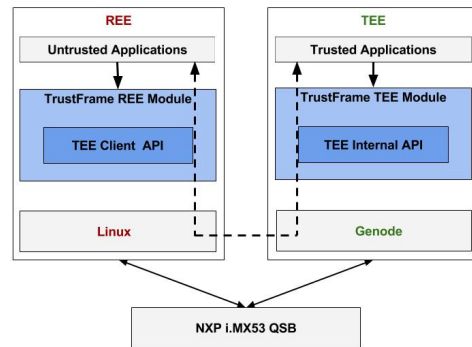 REE
Untrusted Applications
TrustFrame REE Module
TEE Client API
Linux
TEE
Trusted Applications
TrustFrame TEE Module
TEE Internal API
Genode
NXP i.MX53 QSB